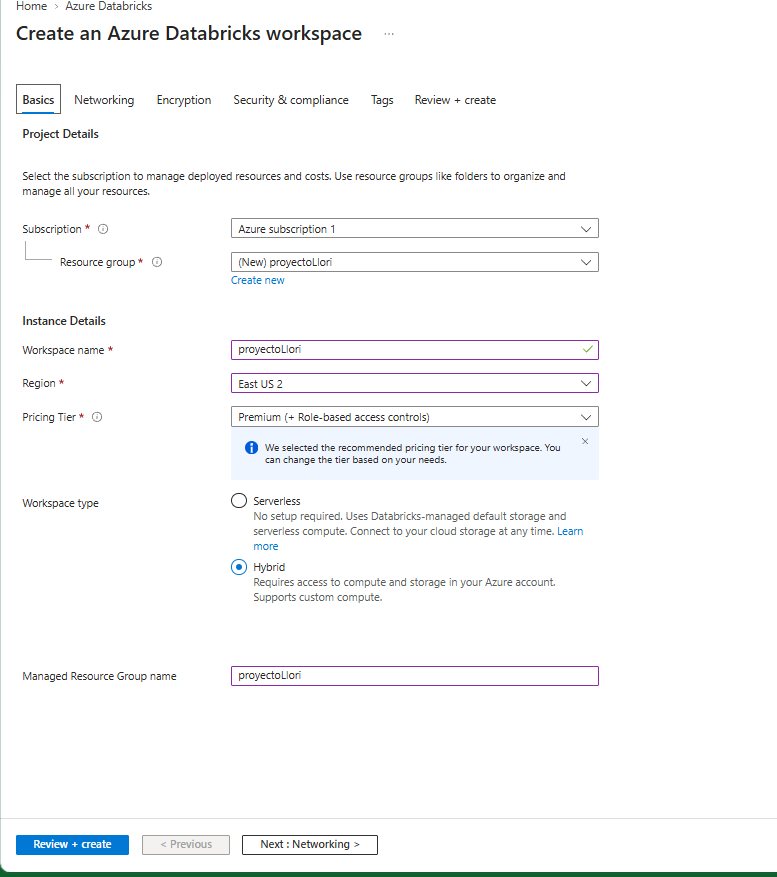 Home > Azure Databricks
Create an Azure Databricks workspace ...
Basics Networking Encryption Security & compliance Tags Review + create
Project Details
Select the subscription to manage deployed resources and costs. Use resource groups like folders to organize and
manage all your resources.
Subscription * Azure subscription 1
Resource group * (New) proyectoLlori
Create new
Instance Details
Workspace name * proyectoLlori
Region * East US 2
Pricing Tier * Premium (+ Role-based access controls)
We selected the recommended pricing tier for your workspace. You
can change the tier based on your needs.
Workspace type
Serverless
No setup required. Uses Databricks-managed default storage and
serverless compute. Connect to your cloud storage at any time. Learn
more
Hybrid
Requires access to compute and storage in your Azure account.
Supports custom compute.
Managed Resource Group name proyectoLlori
Review + create < Previous Next : Networking >